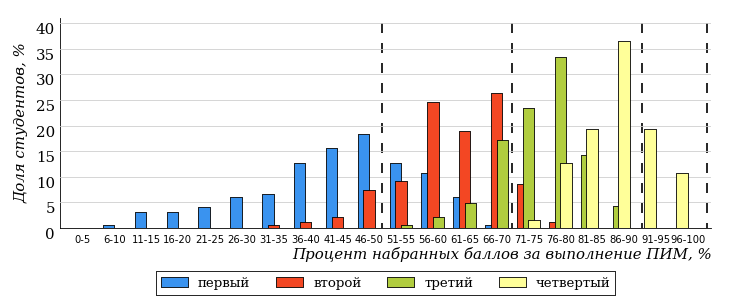 40
35
30
25
20
15
10
5
0
Доля студентов, %
0-5 6-10 11-15 16-20 21-25 26-30 31-35 36-40 41-45 46-50 51-55 56-60 61-65 66-70 71-75 76-80 81-85 86-90 91-95 96-100
Процент набранных баллов за выполнение ПИМ, %
первый второй третий четвертый